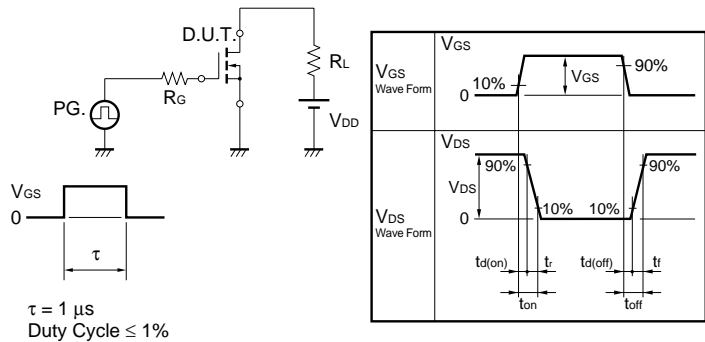 D.U.T.
RL
RG
PG.
VDD
VGS
0
τ
τ = 1 μs
Duty Cycle ≤ 1%
VGS
Wave Form
VGS
10%
VGS
90%
0
VDS
Wave Form
VDS
90%
90%
VDS
10%
10%
0
td(on)
tr
td(off)
tf
ton
toff